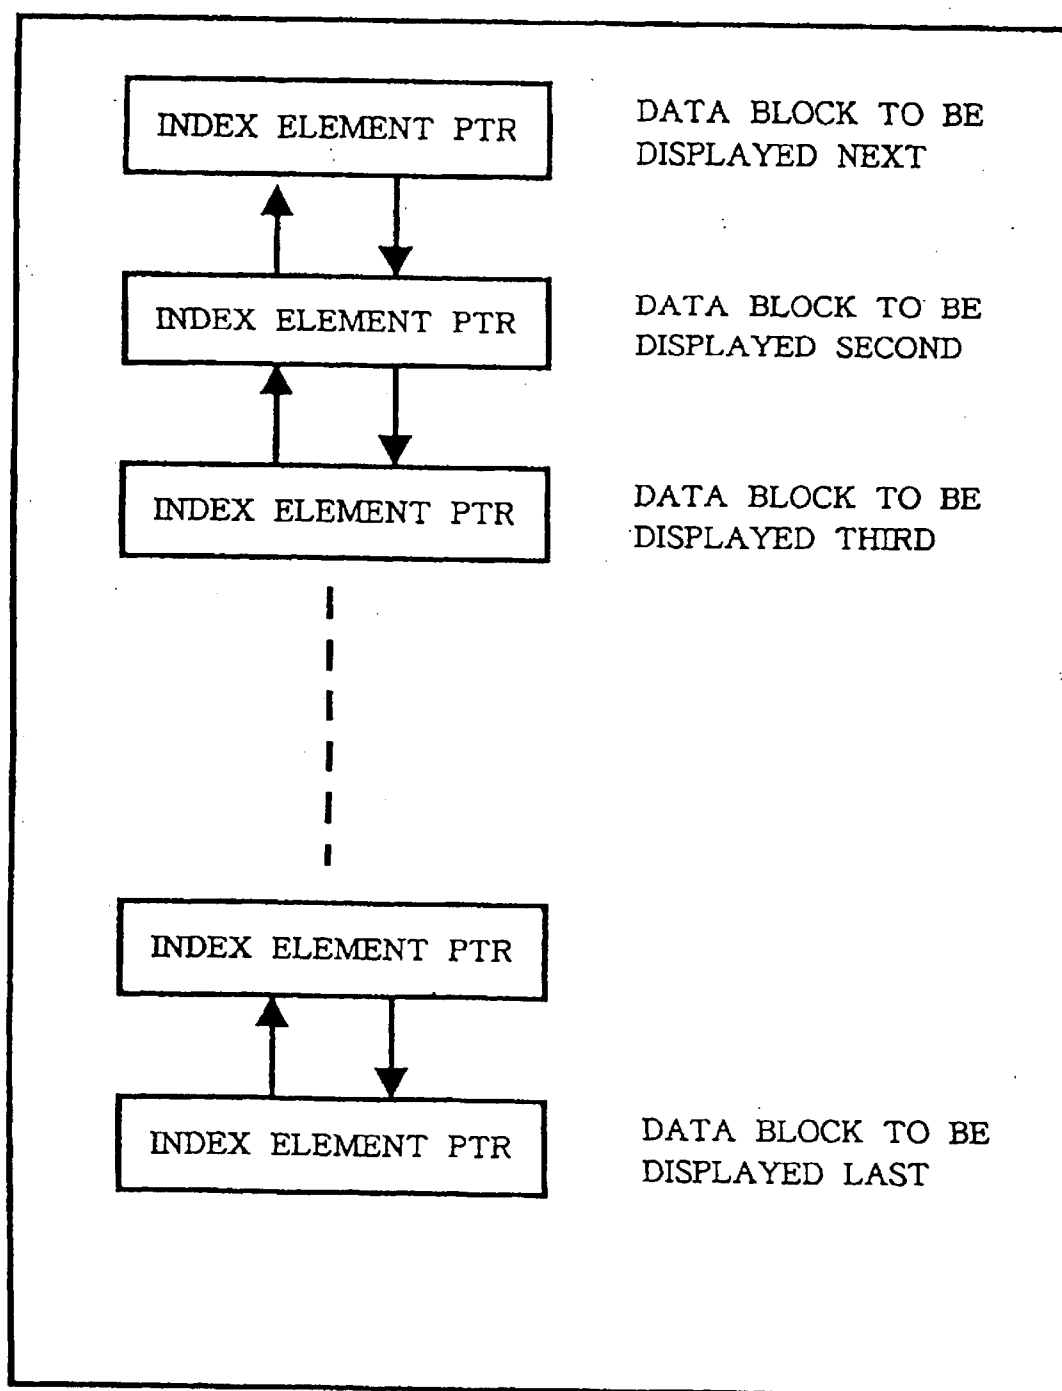 INDEX ELEMENT PTR
DATA BLOCK TO BE
DISPLAYED NEXT
INDEX ELEMENT PTR
DATA BLOCK TO BE
DISPLAYED SECOND
INDEX ELEMENT PTR
DATA BLOCK TO BE
DISPLAYED THIRD
INDEX ELEMENT PTR
INDEX ELEMENT PTR
DATA BLOCK TO BE
DISPLAYED LAST